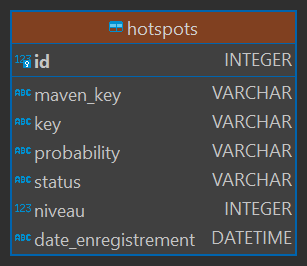 hotspots
123 id INTEGER
ABC maven_key VARCHAR
ABC key VARCHAR
ABC probability VARCHAR
ABC status VARCHAR
123 niveau INTEGER
ABC date_enregistrement DATETIME